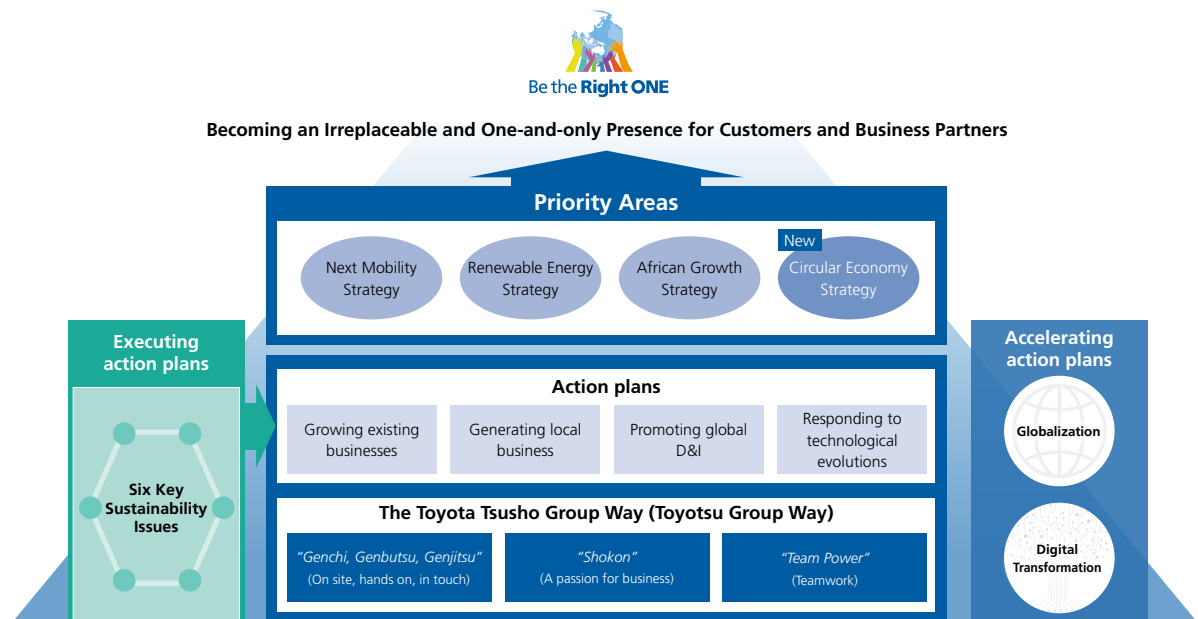 Be the Right ONE
Becoming an Irreplaceable and One-and-only Presence for Customers and Business Partners
Priority Areas
Next Mobility
Strategy
Renewable Energy
Strategy
African Growth
Strategy
New
Circular Economy
Strategy
Executing
action plans
Six Key
Sustainability
Issues
Action plans
Growing existing
businesses
Generating local
business
Promoting global
D&I
Responding to
technological
evolutions
The Toyota Tsusho Group Way (Toyotsu Group Way)
“Genchi, Genbutsu, Genjitsu”
(On site, hands on, in touch)
“Shokon”
(A passion for business)
“Team Power”
(Teamwork)
Accelerating
action plans
Globalization
Digital
Transformation